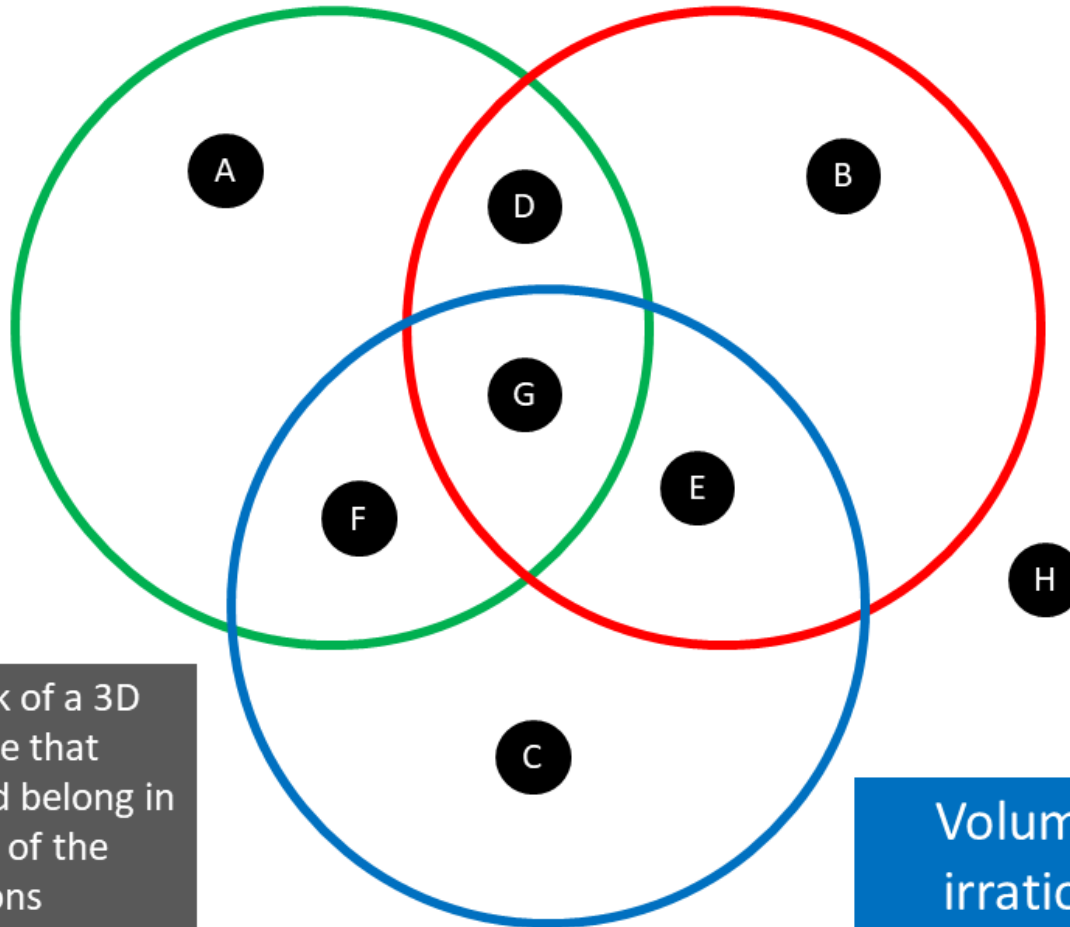 A
B
D
G
E
F
H
C
k of a 3D
e that
d belong in
of the
ons
Volum
irratio